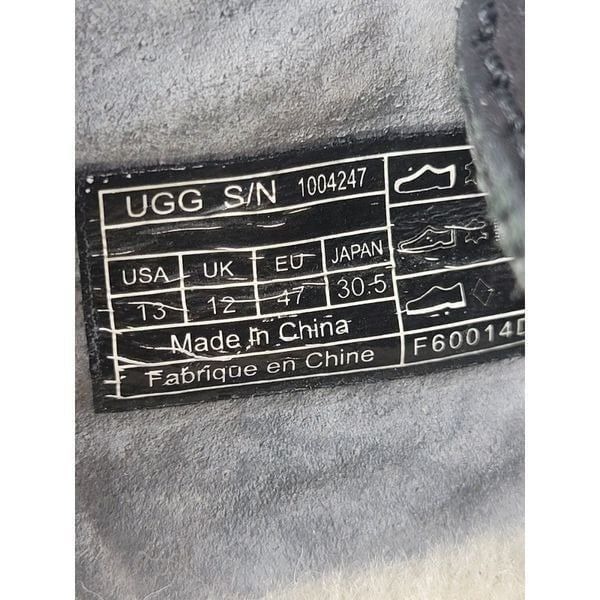 UGG S/N 1004247
USA UK EU JAPAN
13 12 47 30.5
Made in China
Fabrique en Chine F60014D